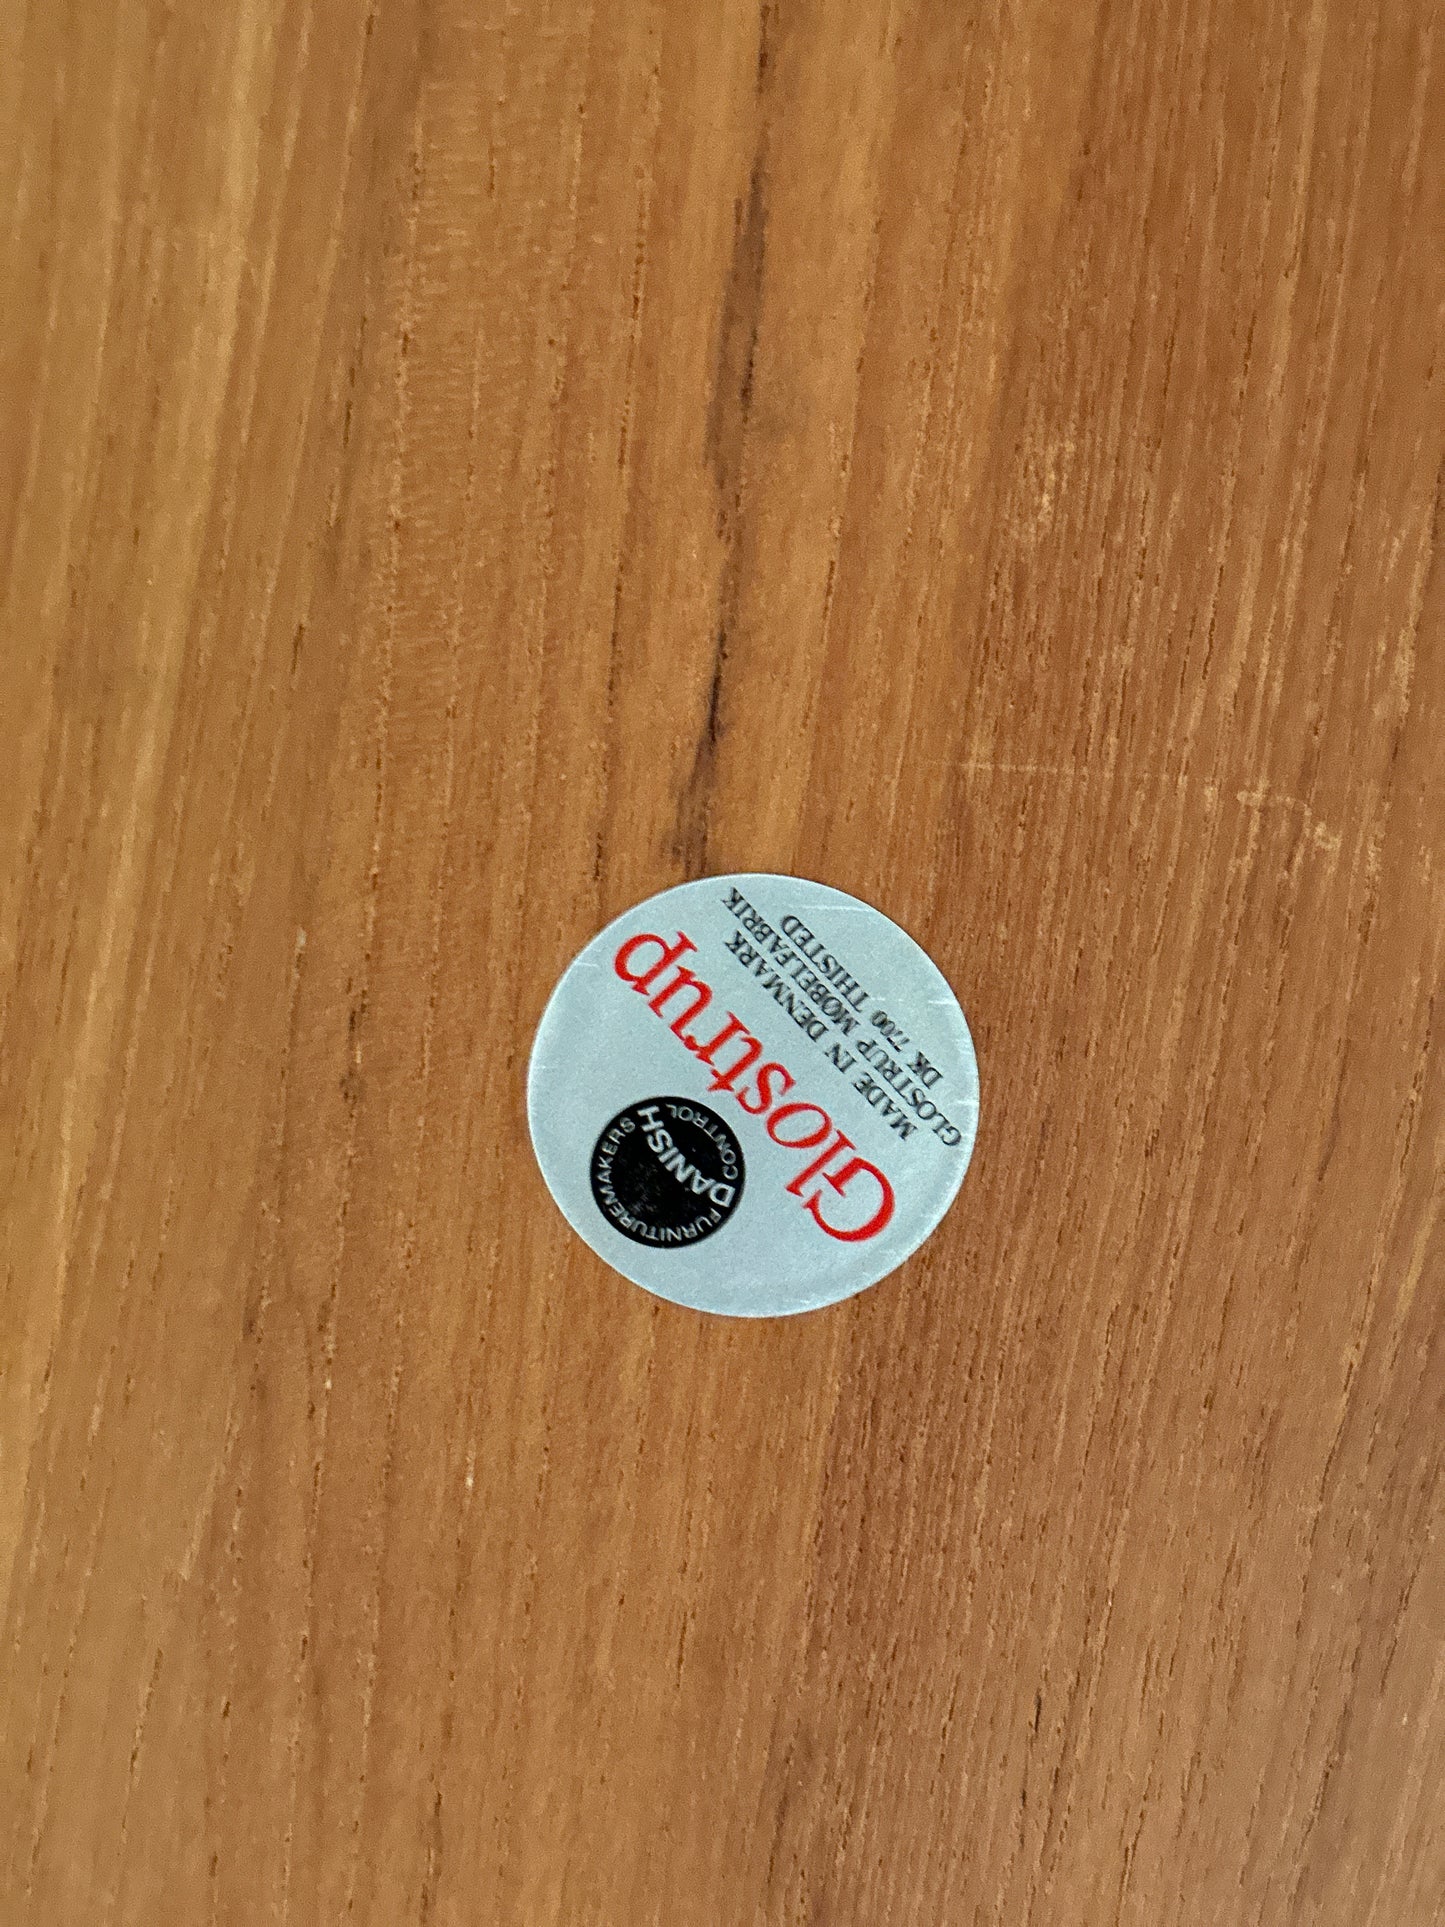 DANISH
FURNITUREMAKERS
CONTROL
Glostrup
MADE IN DENMARK
GLOSTRUP MØBELFABRIK
DK 7700 THISTED